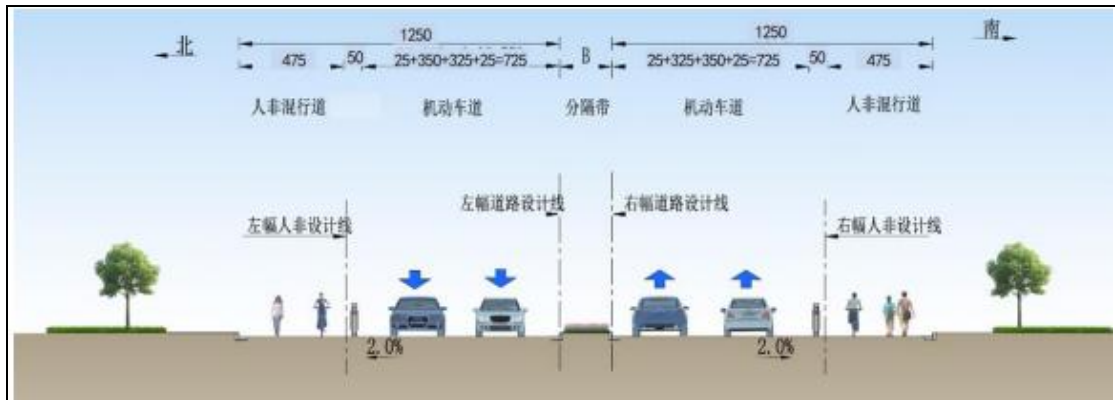 北 1250 1250 南
475 50 25+350+325+25=725 B 25+325+350+25=725 50 475
人非混行道 机动车道 分隔带 机动车道 人非混行道
左幅道路设计线 右幅道路设计线
左幅人非设计线 右幅人非设计线
2.0% 2.0%